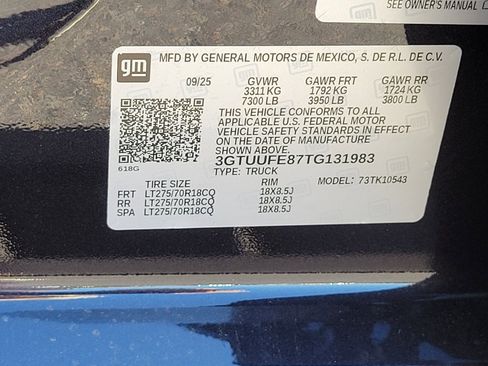 SEE OWNER'S MANUAL
gm
MFD BY GENERAL MOTORS DE MEXICO, S. DE R.L. DE C.V.
09/25 GVWR GAWR FRT GAWR RR
3311 KG 1792 KG 1724 KG
7300 LB 3950 LB 3800 LB
THIS VEHICLE CONFORMS TO ALL
APPLICABLE U.S. FEDERAL MOTOR
VEHICLE SAFETY STANDARDS IN EFFECT
ON THE DATE OF MANUFACTURE
SHOWN ABOVE.
3GTUUFE87TG131983
618G TYPE: TRUCK
TIRE SIZE RIM MODEL: 73TK10543
FRT LT275/70R18CQ 18X8.5J
RR LT275/70R18CQ 18X8.5J
SPA LT275/70R18CQ 18X8.5J